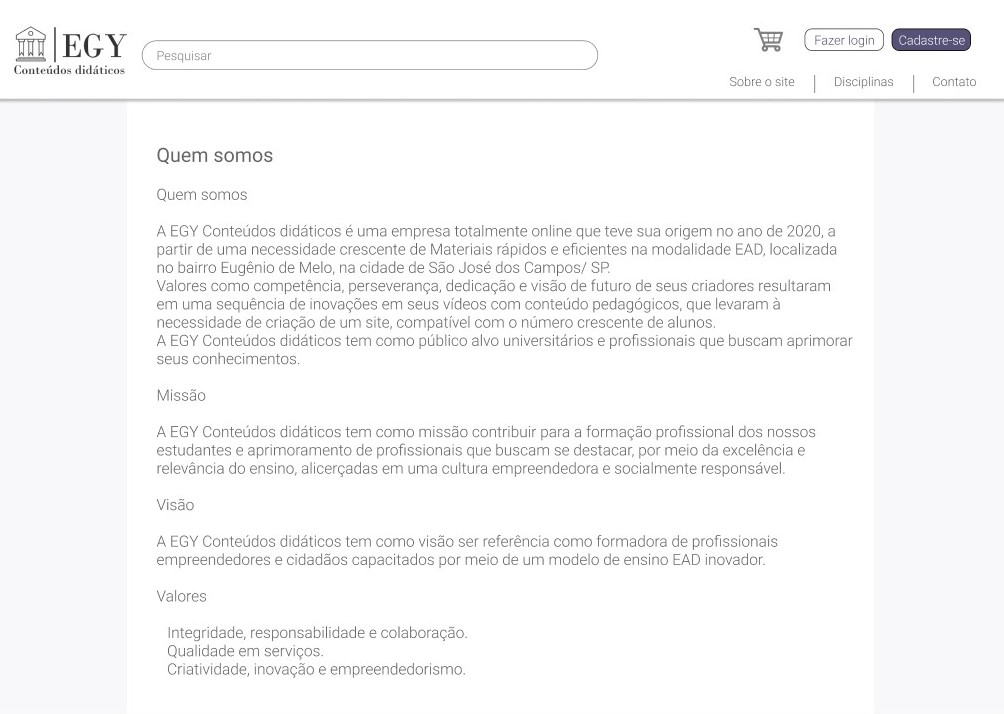 EGY
Conteúdos didáticos
Pesquisar
Fazer login
Cadastre-se
Sobre o site
Disciplinas
Contato
Quem somos
Quem somos
A EGY Conteúdos didáticos é uma empresa totalmente online que teve sua origem no ano de 2020, a
partir de uma necessidade crescente de Materiais rápidos e eficientes na modalidade EAD, localizada
no bairro Eugênio de Melo, na cidade de São José dos Campos/ SP.
Valores como competência, perseverança, dedicação e visão de futuro de seus criadores resultaram
em uma sequência de inovações em seus vídeos com conteúdo pedagógicos, que levaram à
necessidade de criação de um site, compatível com o número crescente de alunos.
A EGY Conteúdos didáticos tem como público alvo universitários e profissionais que buscam aprimorar
seus conhecimentos.
Missão
A EGY Conteúdos didáticos tem como missão contribuir para a formação profissional dos nossos
estudantes e aprimoramento de profissionais que buscam se destacar, por meio da excelência e
relevância do ensino, alicerçadas em uma cultura empreendedora e socialmente responsável.
Visão
A EGY Conteúdos didáticos tem como visão ser referência como formadora de profissionais
empreendedores e cidadãos capacitados por meio de um modelo de ensino EAD inovador.
Valores
Integridade, responsabilidade e colaboração.
Qualidade em serviços.
Criatividade, inovação e empreendedorismo.